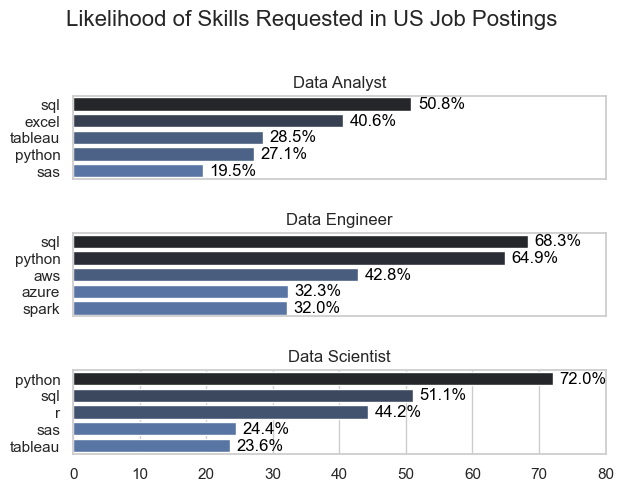 Likelihood of Skills Requested in US Job Postings
Data Analyst
sql 50.8%
excel 40.6%
tableau 28.5%
python 27.1%
sas 19.5%
Data Engineer
sql 68.3%
python 64.9%
aws 42.8%
azure 32.3%
spark 32.0%
Data Scientist
python 72.0%
sql 51.1%
r 44.2%
sas 24.4%
tableau 23.6%
0 10 20 30 40 50 60 70 80